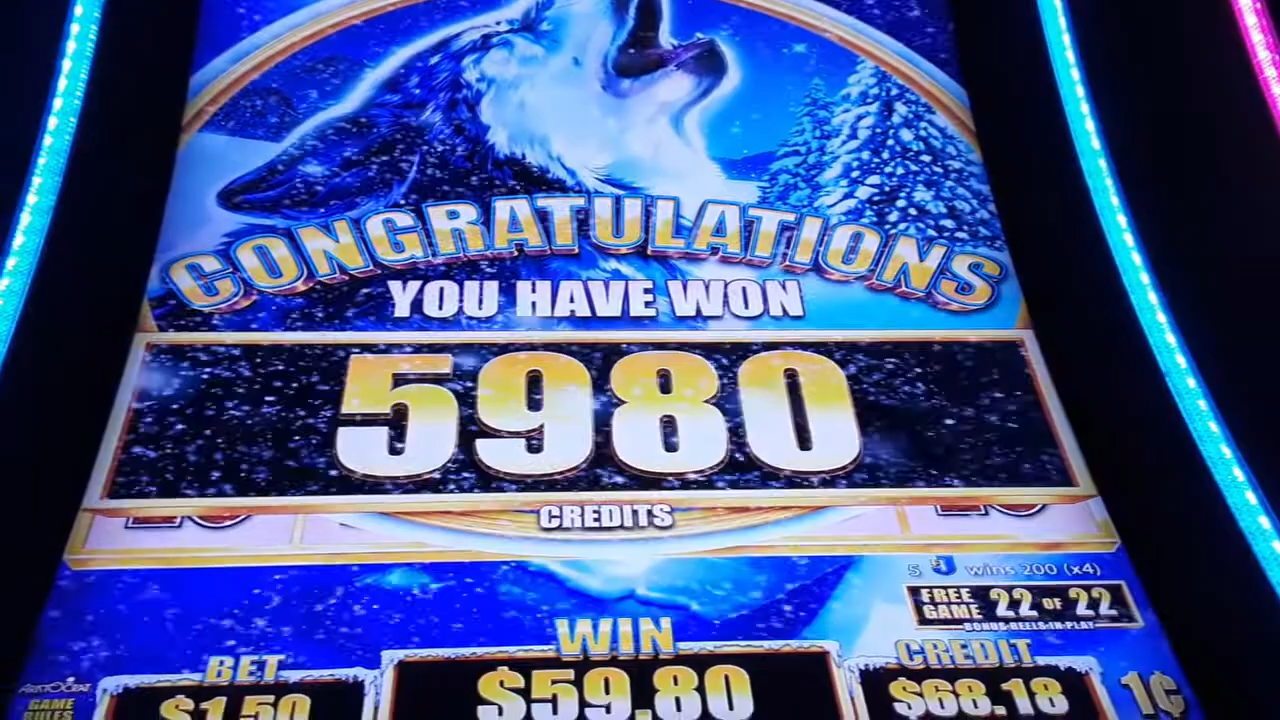 CONGRATULATIONS
YOU HAVE WON
5980
CREDITS
5 J wins 200 (x4)
FREE GAME 22 OF 22
BONUS REELS IN PLAY
BET
$1.50
WIN
$59.80
CREDIT
$68.18
1¢
ARISTOCRAT
GAME
RULES